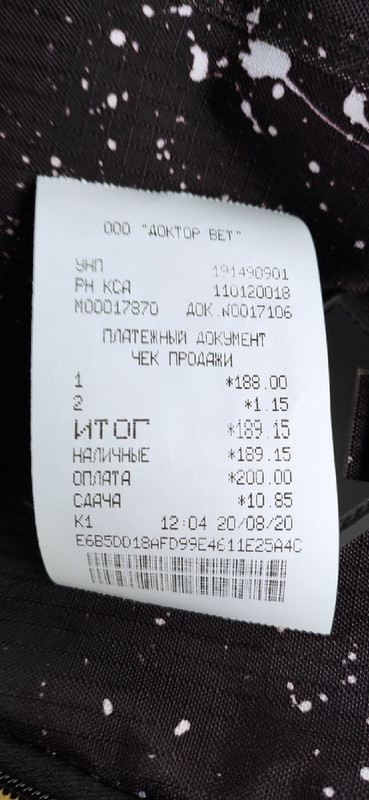 ООО "ДОКТОР ВЕТ"
УНП 191490901
РН КСА 110120018
М00017870 ДОК.N0017106
ПЛАТЕЖНЫЙ ДОКУМЕНТ
ЧЕК ПРОДАЖИ
1 *188.00
2 *1.15
ИТОГ *189.15
НАЛИЧНЫЕ *189.15
ОПЛАТА *200.00
СДАЧА *10.85
К1 12:04 20/08/20
E6B5DD18AFD99E4611E25A4C